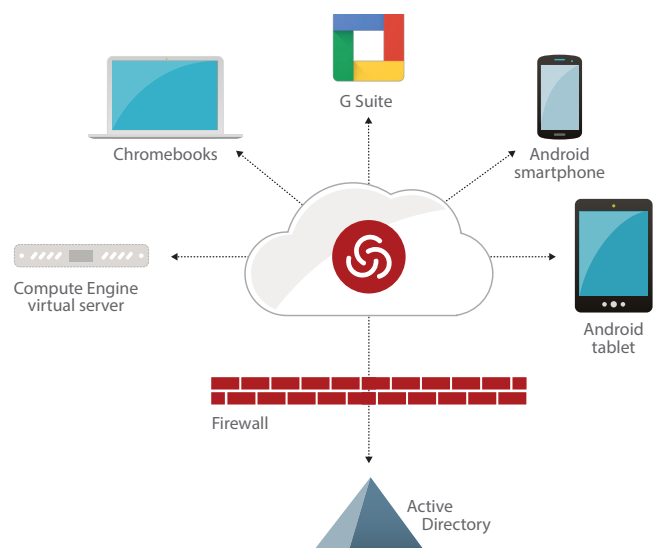 G Suite
Chromebooks
Android
smartphone
Compute Engine
virtual server
Android
tablet
Firewall
Active
Directory